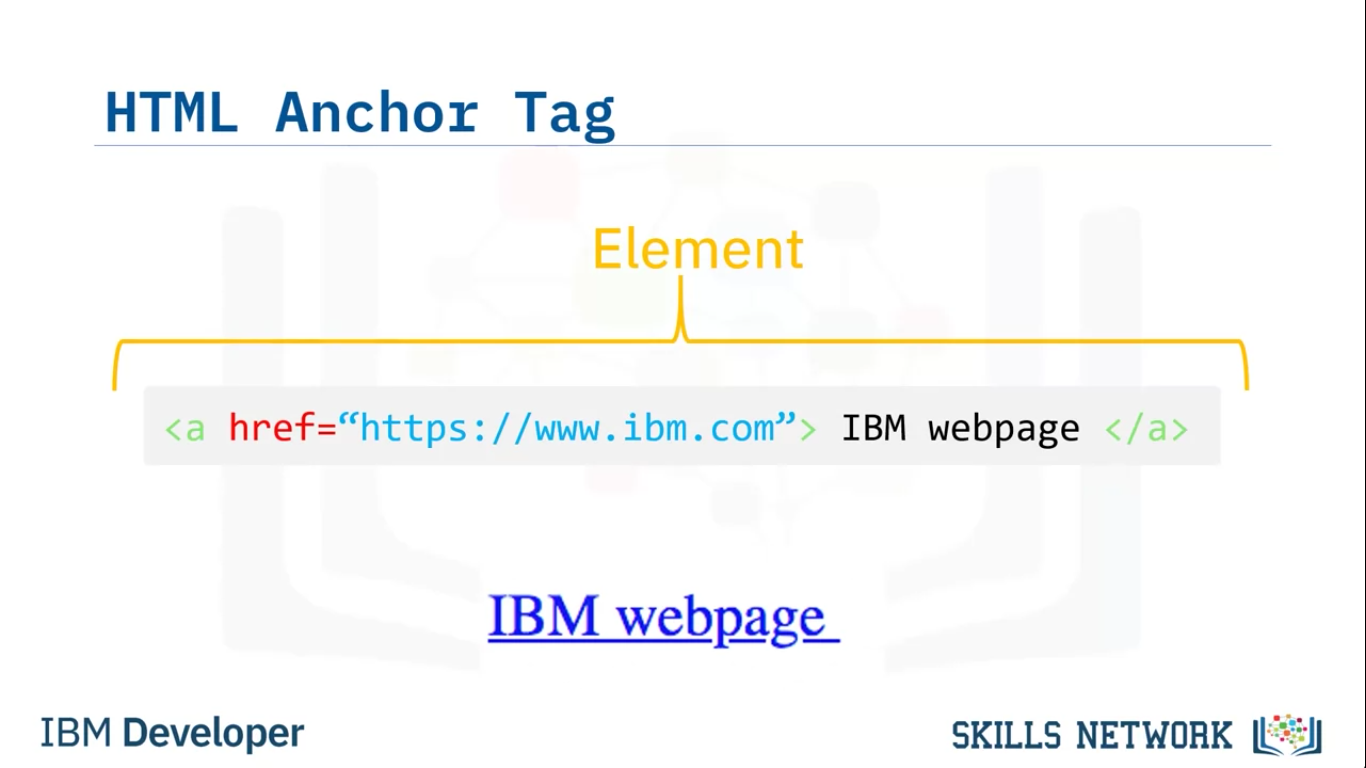 HTML Anchor Tag
Element
<a href=“https://www.ibm.com”> IBM webpage </a>
IBM webpage
IBM Developer
SKILLS NETWORK